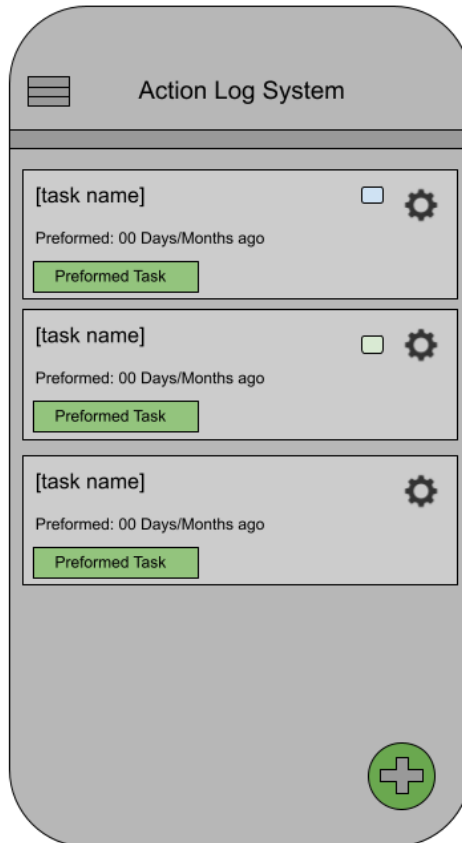 Action Log System
[task name]
Preformed: 00 Days/Months ago
Preformed Task
[task name]
Preformed: 00 Days/Months ago
Preformed Task
[task name]
Preformed: 00 Days/Months ago
Preformed Task